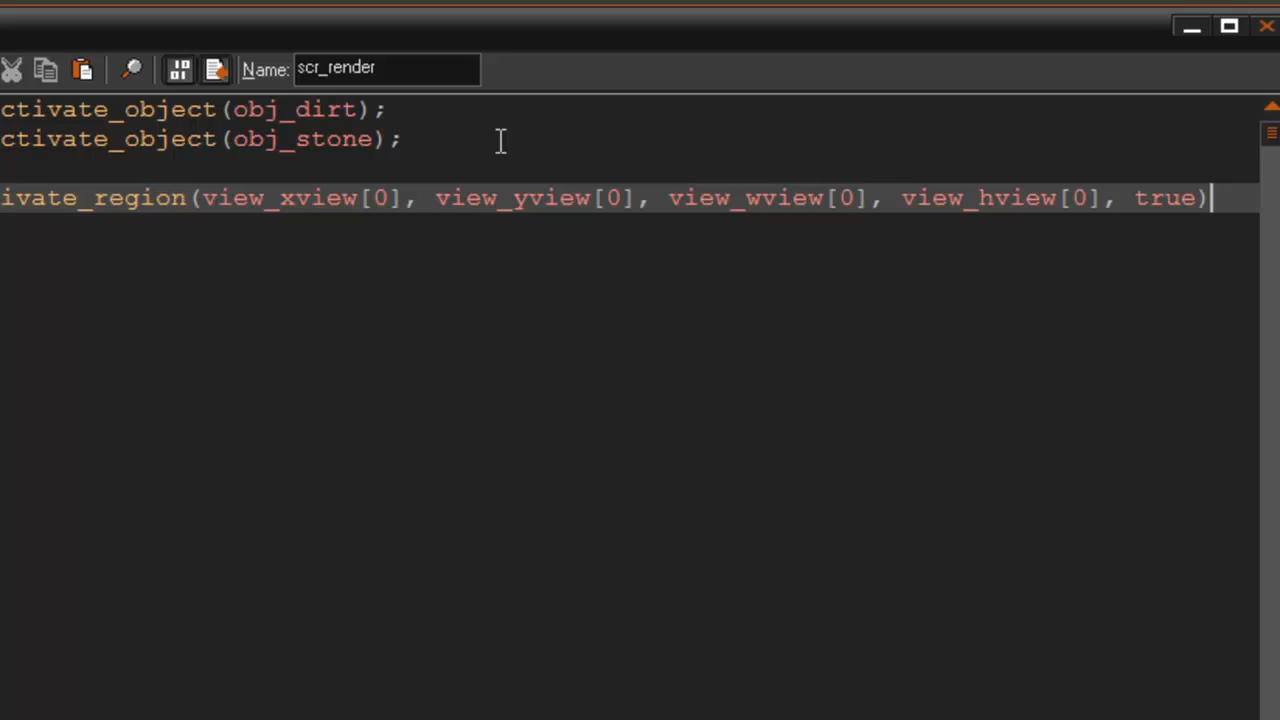 Name: scr_render
ctivate_object(obj_dirt);
ctivate_object(obj_stone);
ivate_region(view_xview[0], view_yview[0], view_wview[0], view_hview[0], true)